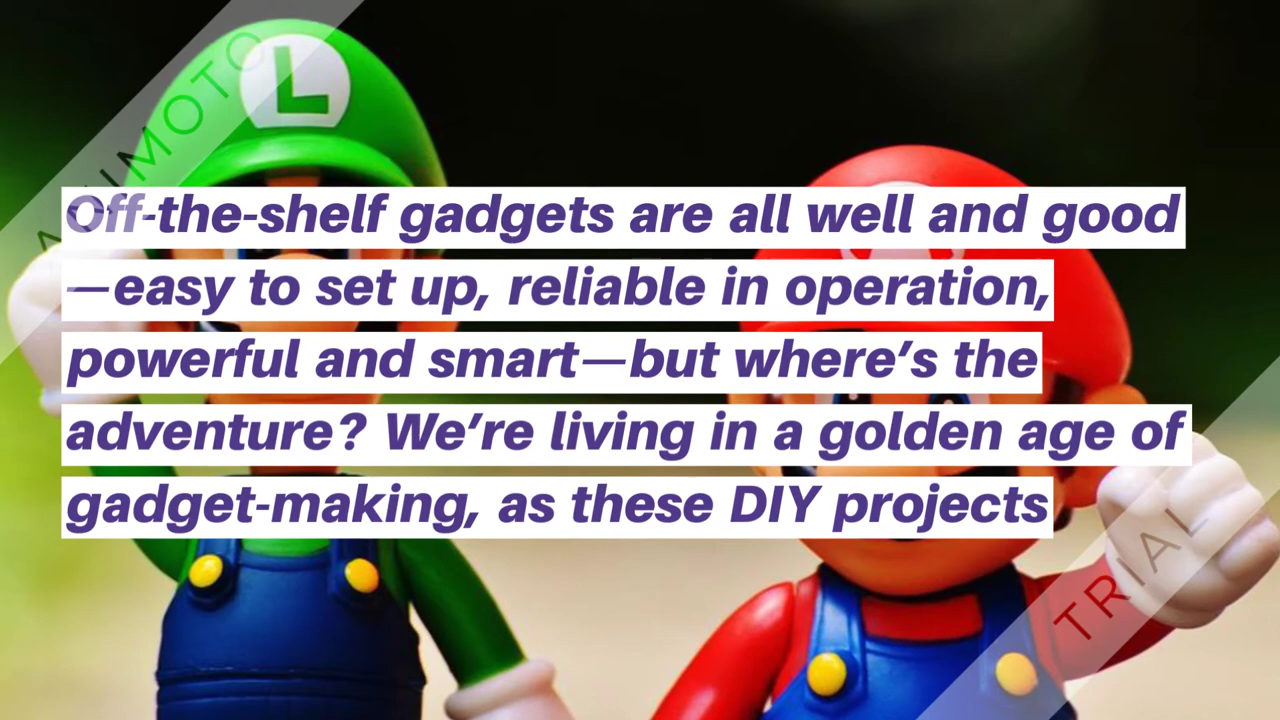 L
ANIMOTO
Off-the-shelf gadgets are all well and good
—easy to set up, reliable in operation,
powerful and smart—but where’s the
adventure? We’re living in a golden age of
gadget-making, as these DIY projects
TRIAL